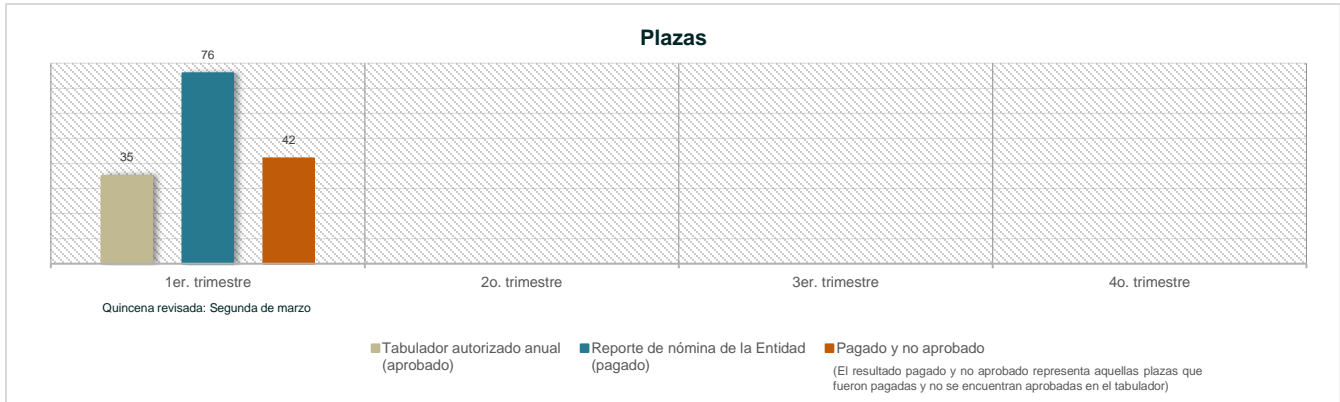 Plazas
76
42
35
1er. trimestre
2o. trimestre
3er. trimestre
4o. trimestre
Quincena revisada: Segunda de marzo
Tabulador autorizado anual
(aprobado)
Reporte de nómina de la Entidad
(pagado)
Pagado y no aprobado
(El resultado pagado y no aprobado representa aquellas plazas que
fueron pagadas y no se encuentran aprobadas en el tabulador)